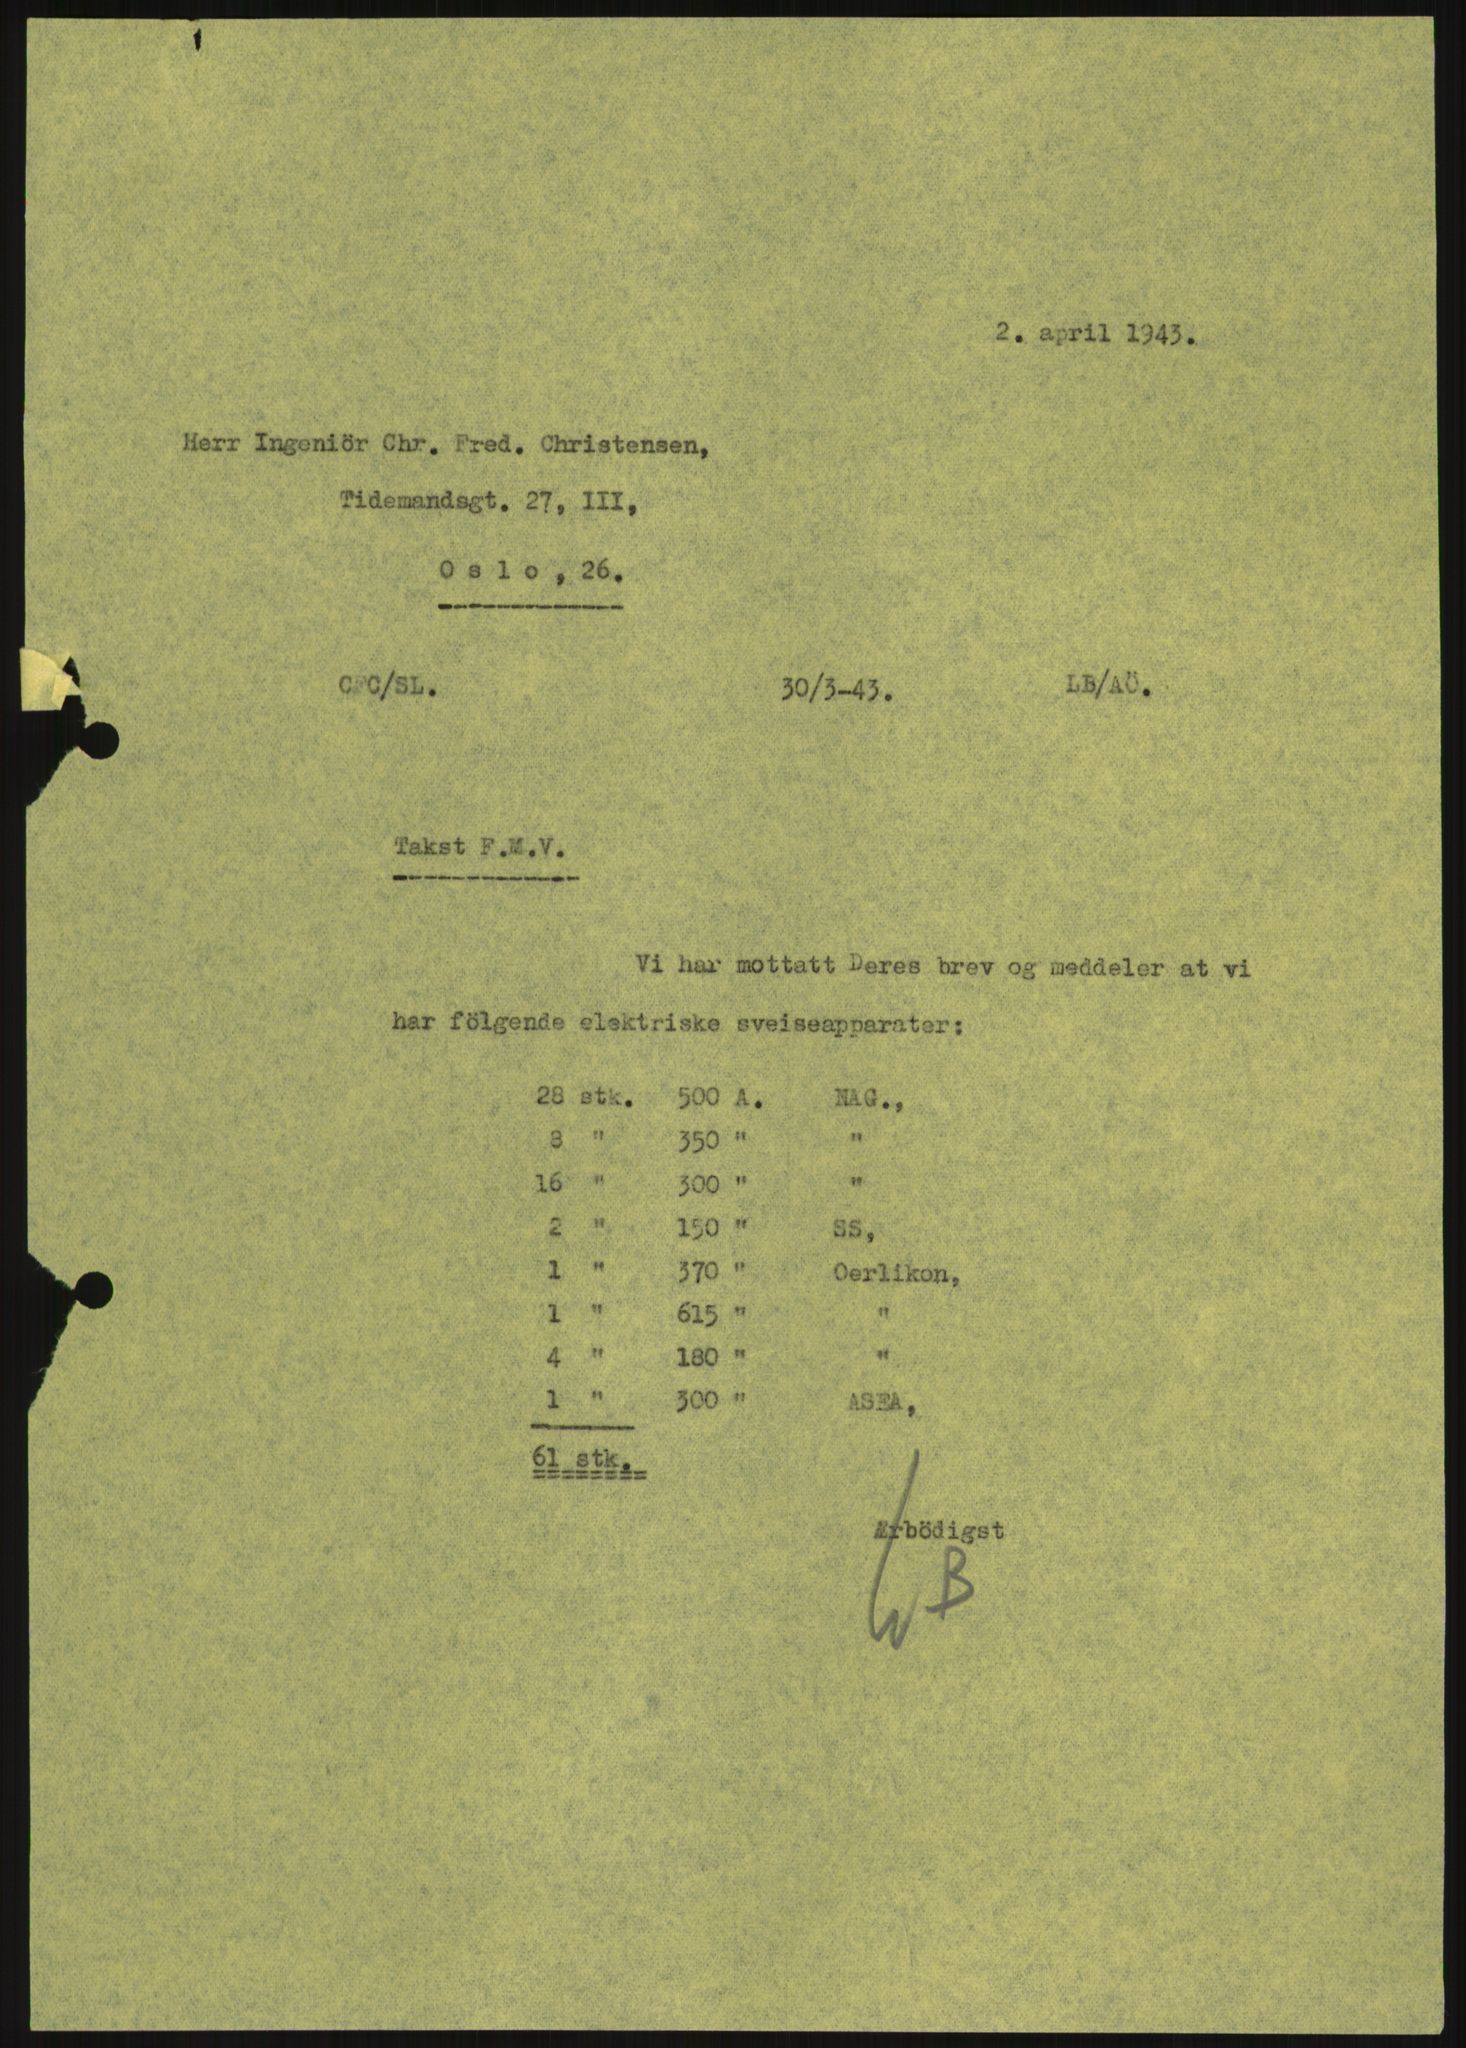 2. april 1943.
Herr Ingeniör Chr. Fred. Christensen,
Tidemandsgt. 27, III,
O s l o , 26.
CFC/SL. 30/3-43. LB/AÖ.
Takst F.M.V.
Vi har mottatt Deres brev og meddeler at vi
har fölgende elektriske sveiseapparater:
28 stk. 500 A. NAG.,
8 " 350 " "
16 " 300 " "
2 " 150 " SS,
1 " 370 " Oerlikon,
1 " 615 " "
4 " 180 " "
1 " 300 " ASEA,
61 stk.
Ærbödigst
LB